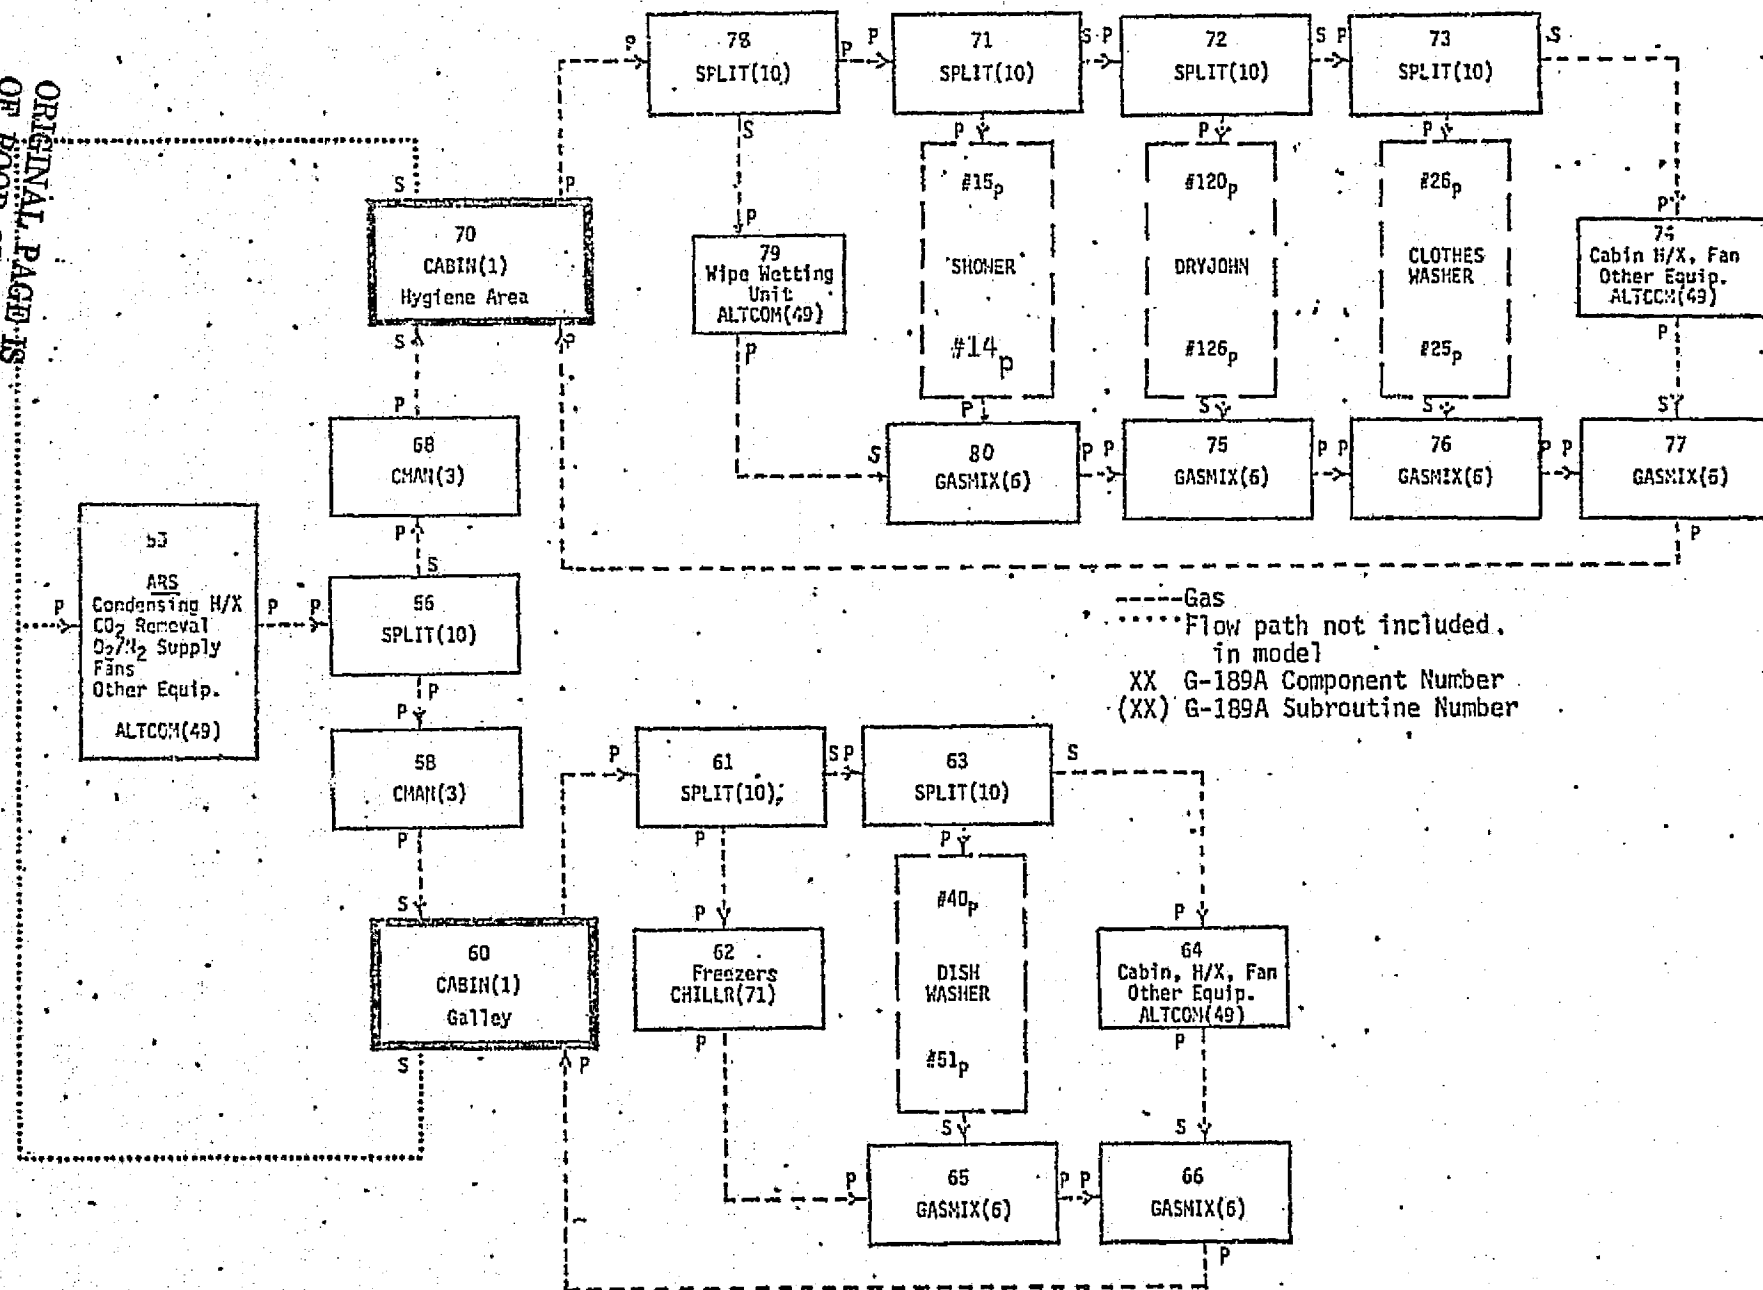 ORIGINAL PAGE IS
OF POOR
P
78
SPLIT(10)
P
P
71
SPLIT(10)
S P
72
SPLIT(10)
S P
73
SPLIT(10)
S
S
P
P
P
S
P
70
CABIN(1)
Hygiene Area
S
P
P
79
Wipe Wetting
Unit
ALTCOM(49)
P
#15p
SHOWER
#14p
#120p
DRYJOHN
#126p
#26p
CLOTHES
WASHER
#25p
P
74
Cabin H/X, Fan
Other Equip.
ALTCOM(49)
P
P
68
CMAN(3)
P
P
S
S
S
S
80
GASMIX(6)
P P
75
GASMIX(6)
P P
76
GASMIX(6)
P P
77
GASMIX(6)
P
P
53
ARS
Condensing H/X
CO2 Removal
O2/N2 Supply
Fans
Other Equip.
ALTCOM(49)
P
P
S
56
SPLIT(10)
P
Gas
Flow path not included
in model
XX G-189A Component Number
(XX) G-189A Subroutine Number
P
58
CMAN(3)
P
P
61
SPLIT(10)
S P
63
SPLIT(10)
S
P
P
S
60
CABIN(1)
Galley
S
P
P
62
Freezers
CHILLR(71)
P
#40p
DISH
WASHER
#51p
P
64
Cabin, H/X, Fan
Other Equip.
ALTCOM(49)
P
S
S
P
65
GASMIX(6)
P P
66
GASMIX(6)
P